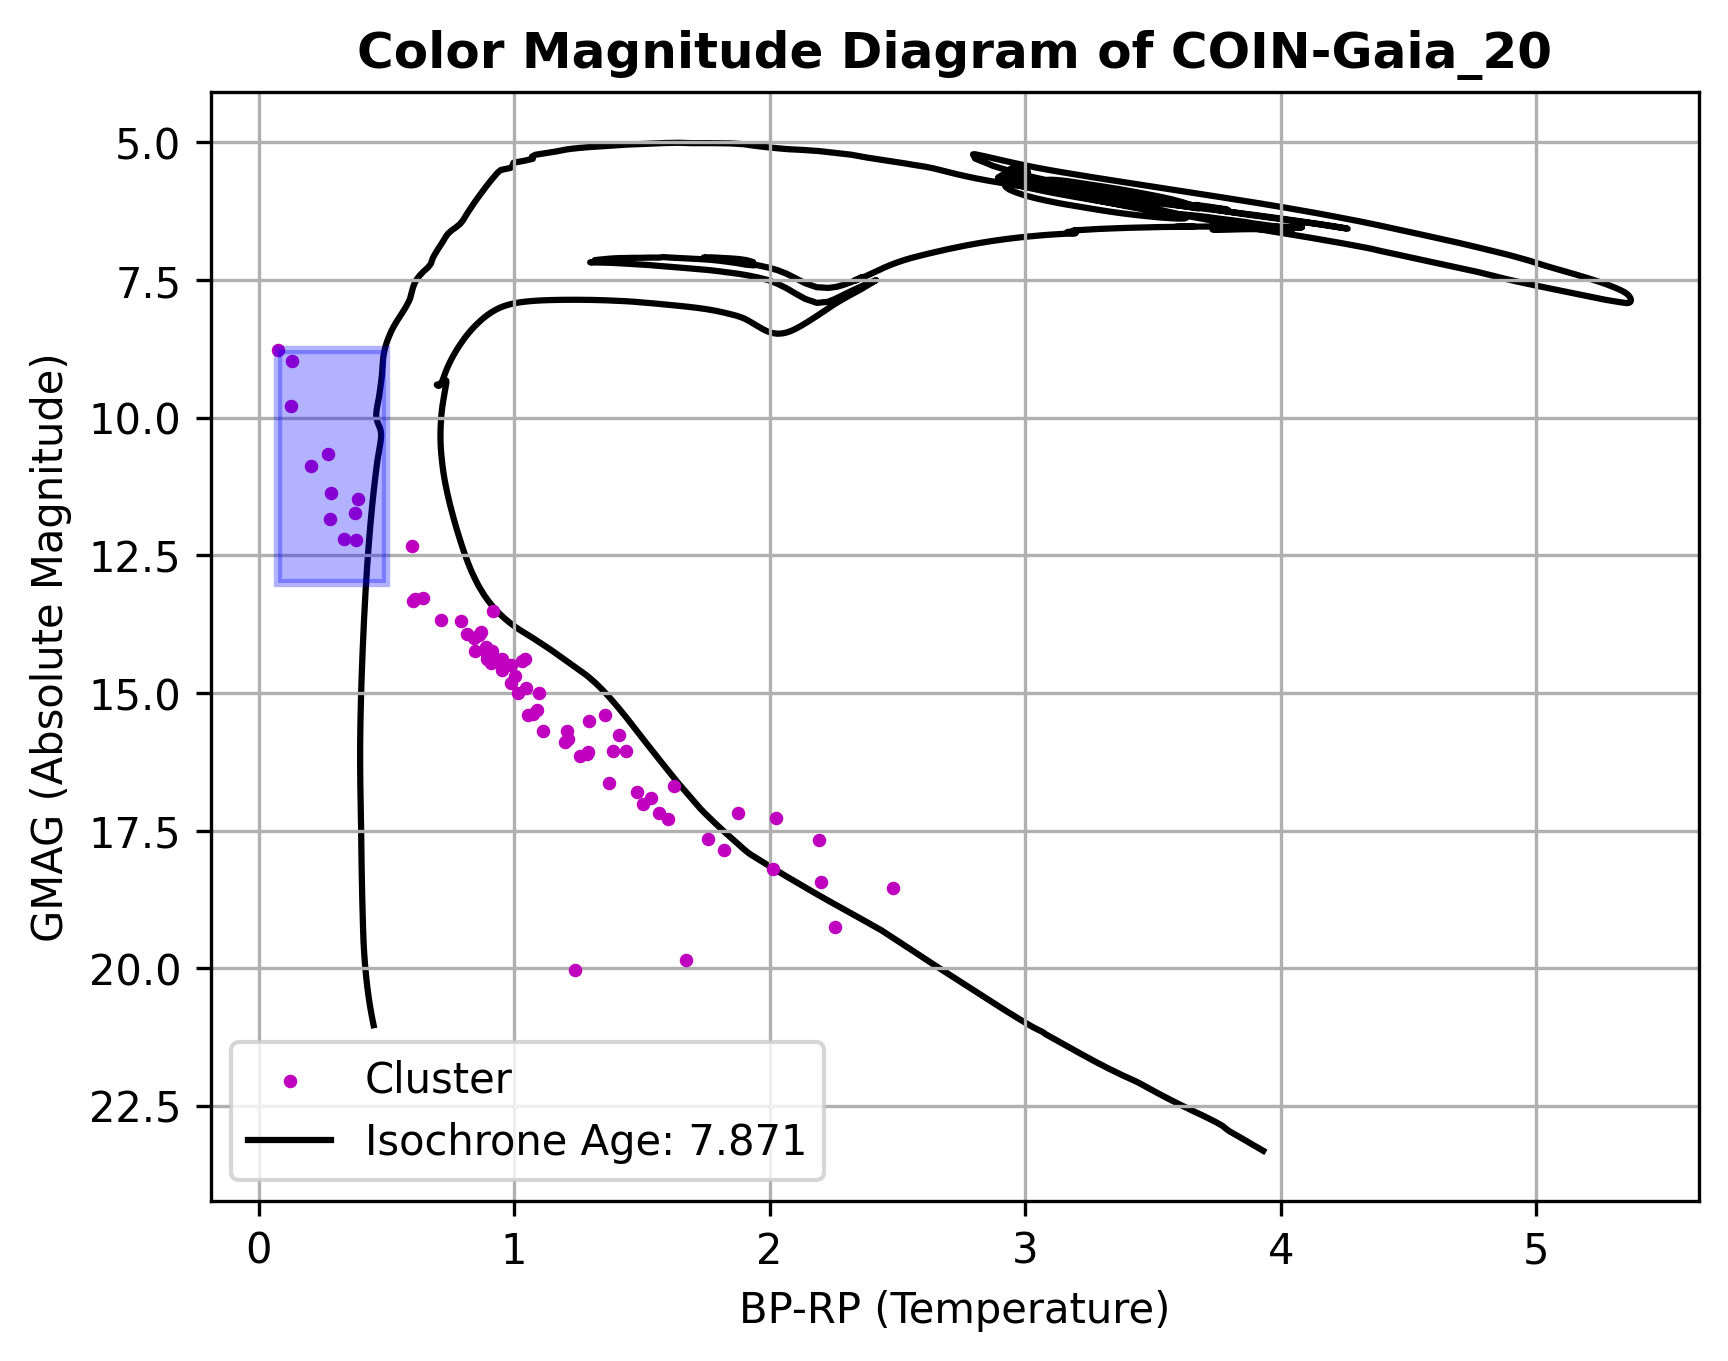 Color Magnitude Diagram of COIN-Gaia_20
GMAG (Absolute Magnitude)
5.0
7.5
10.0
12.5
15.0
17.5
20.0
22.5
Cluster
Isochrone Age: 7.871
0 1 2 3 4 5
BP-RP (Temperature)